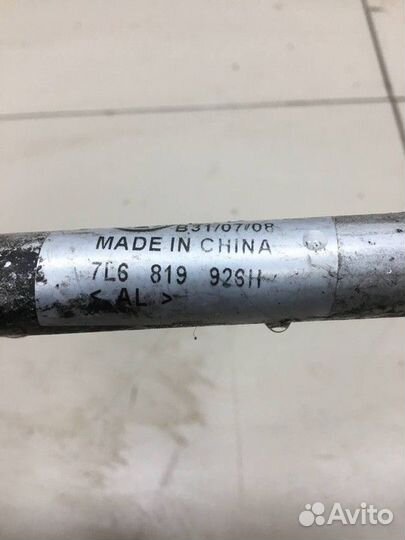 B31/07/08
MADE IN CHINA
7L6 819 926H
< AL >
Avito